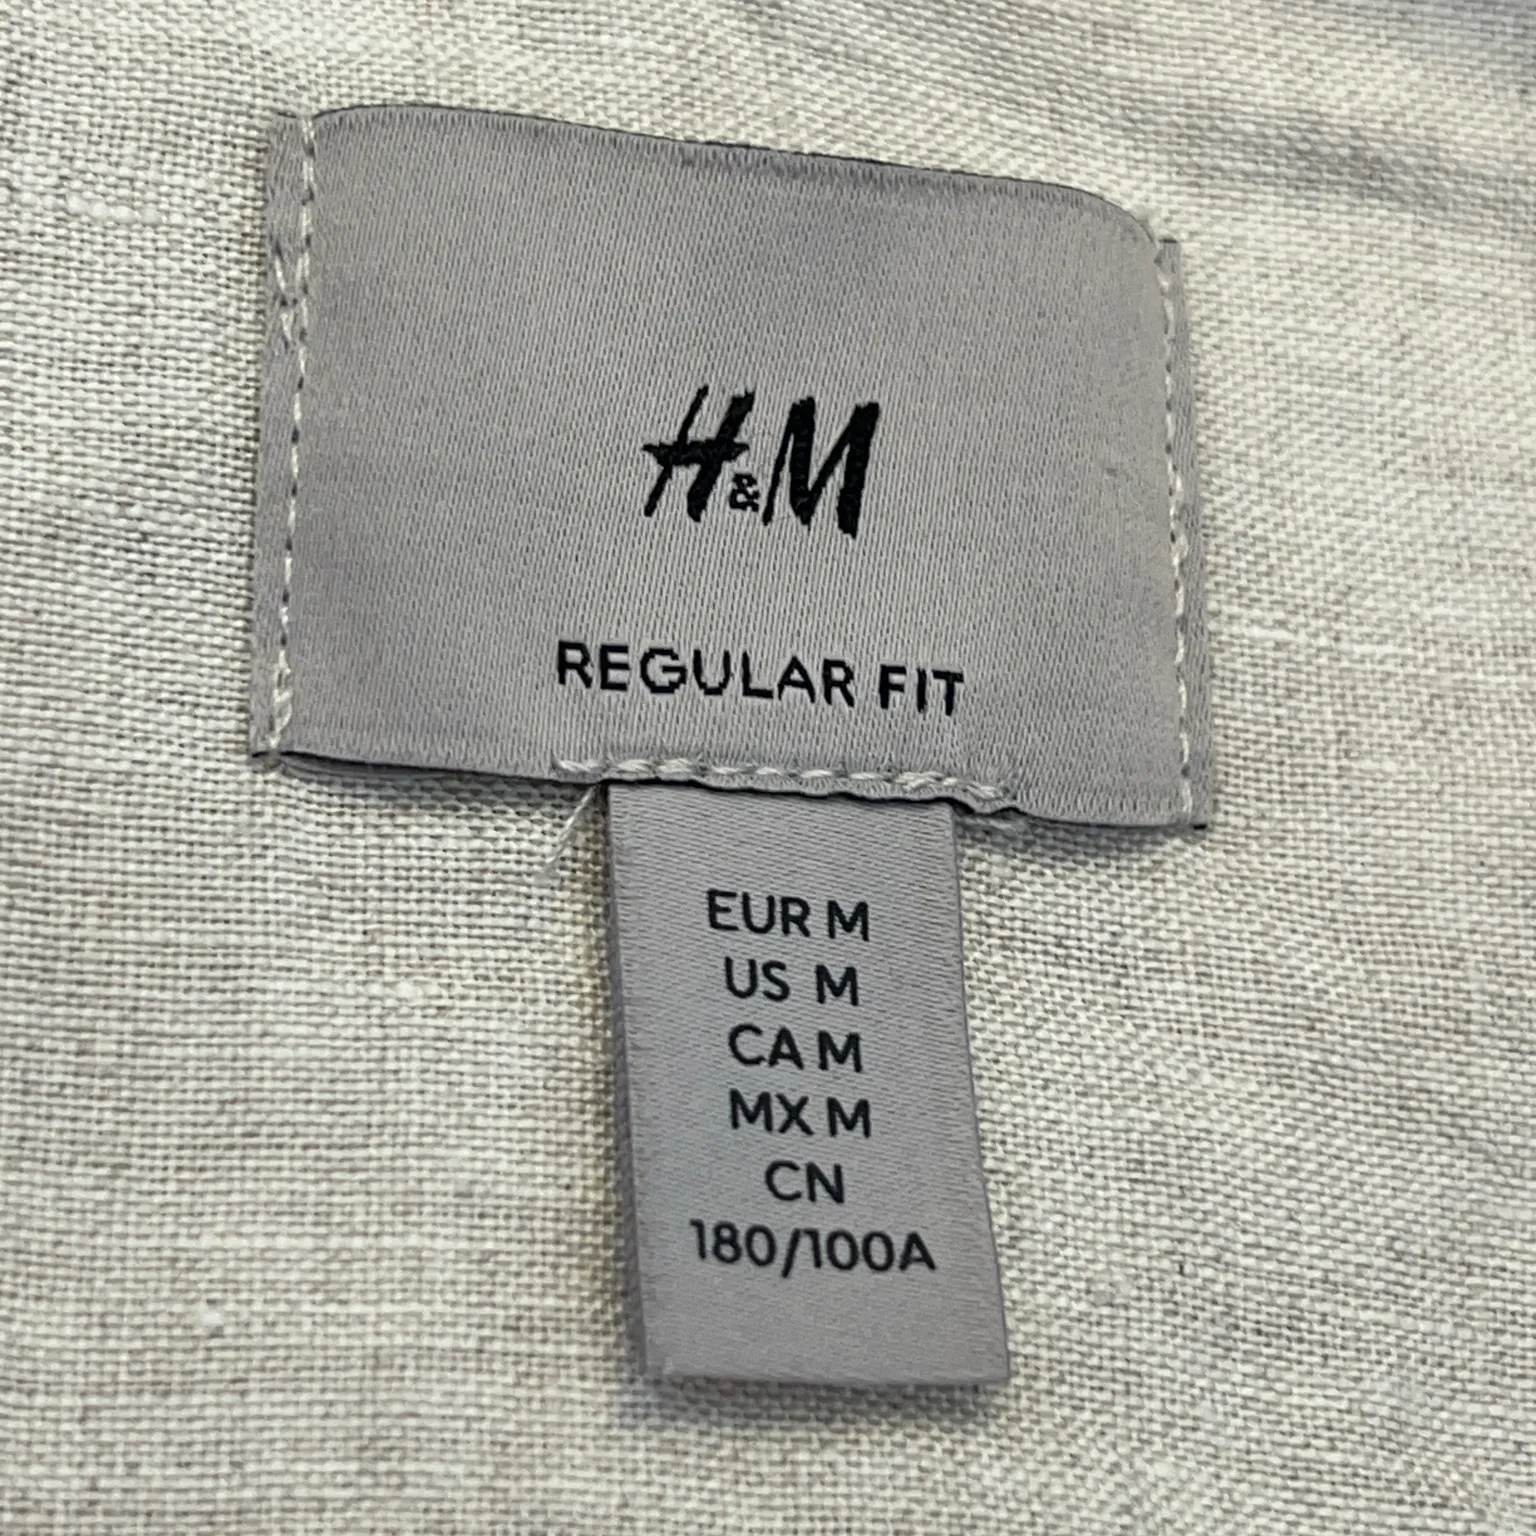 H&M
REGULAR FIT
EUR M
US M
CA M
MX M
CN
180/100A